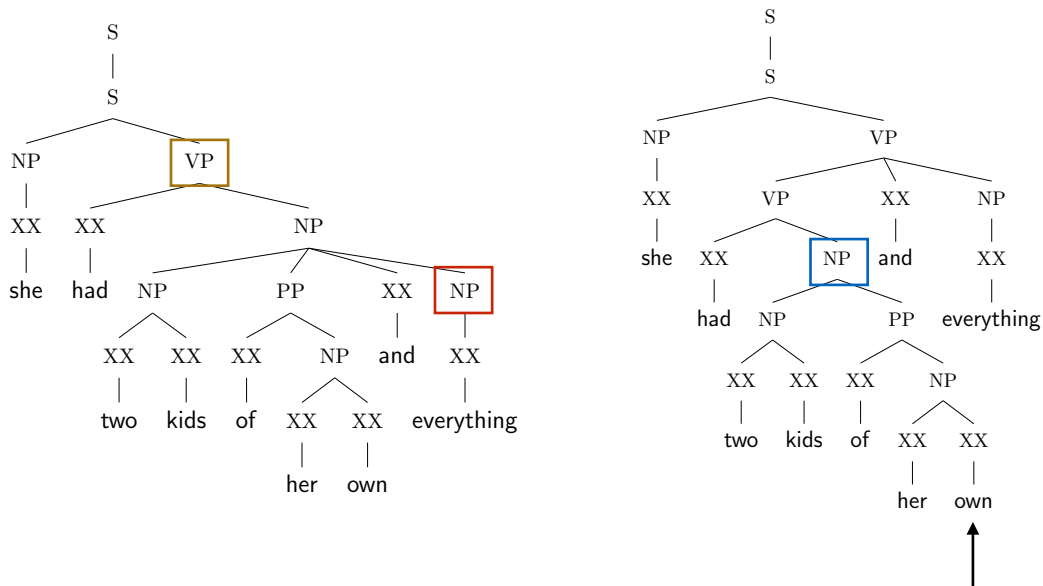 S
S
NP VP
XX XX NP
she had NP PP XX NP
XX XX XX NP and XX
two kids of XX XX everything
her own
S
S
NP VP
XX VP XX NP
she XX NP and XX
had NP PP everything
XX XX XX NP
two kids of XX XX
her own